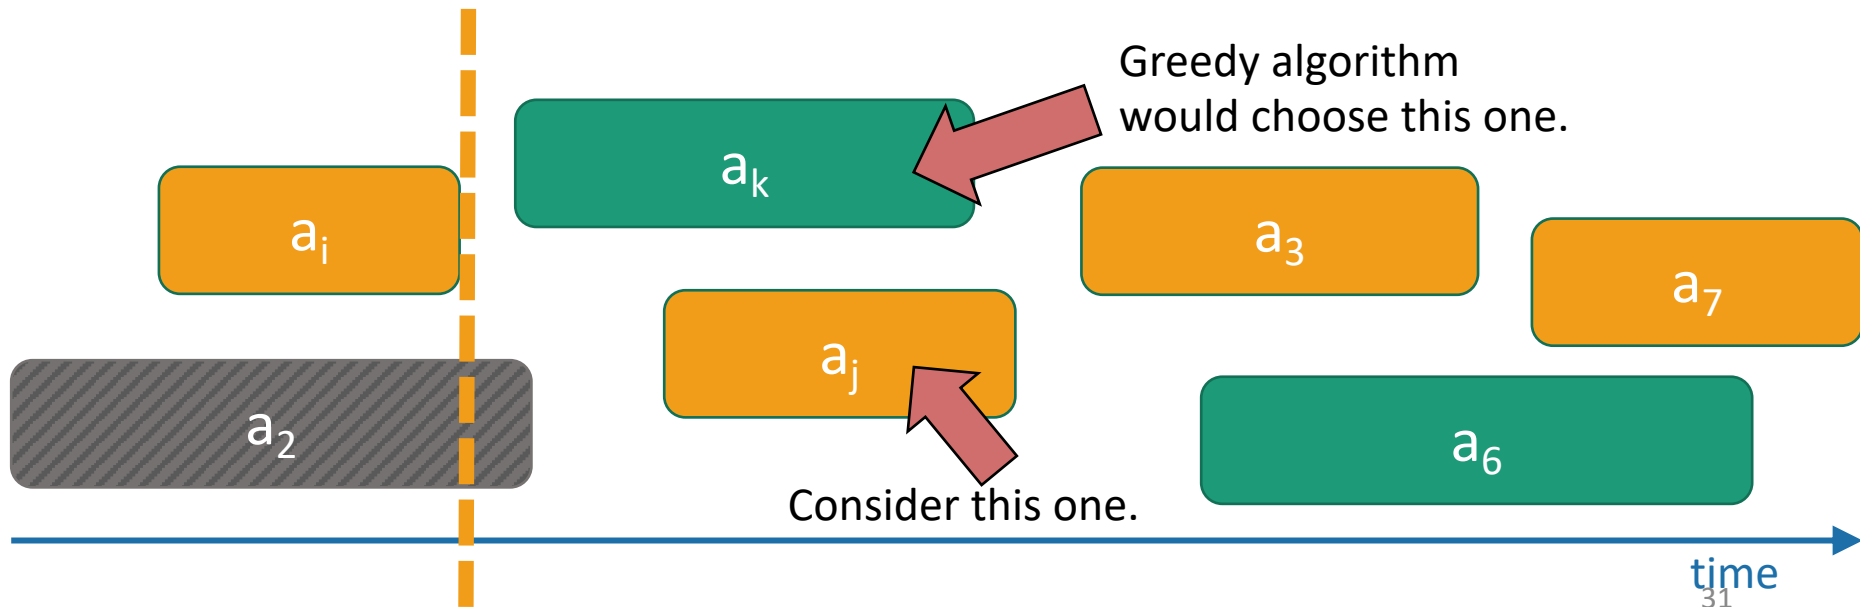 Greedy algorithm
would choose this one.
aₖ
aᵢ
a₃
a₇
aⱼ
a₂
a₆
Consider this one.
time
31